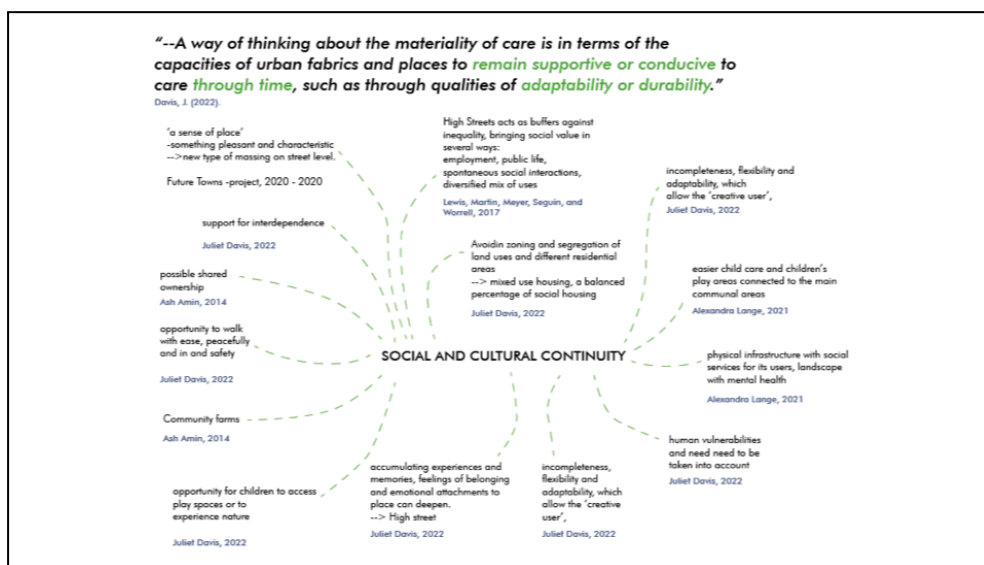 “--A way of thinking about the materiality of care is in terms of the
capacities of urban fabrics and places to remain supportive or conducive to
care through time, such as through qualities of adaptability or durability.”
Davis, J. (2022).
‘a sense of place’
-something pleasant and characteristic
-->new type of massing on street level.
Future Towns -project, 2020 - 2020
High Streets acts as buffers against
inequality, bringing social value in
several ways:
employment, public life,
spontaneous social interactions,
diversified mix of uses
Lewis, Martin, Meyer, Seguin, and
Worrell, 2017
incompleteness, flexibility and
adaptability, which
allow the ‘creative user’,
Juliet Davis, 2022
support for interdependence
Juliet Davis, 2022
Avoidin zoning and segregation of
land uses and different residential
areas
--> mixed use housing, a balanced
percentage of social housing
Juliet Davis, 2022
possible shared
ownership
Ash Amin, 2014
easier child care and children’s
play areas connected to the main
communal areas
Alexandra Lange, 2021
opportunity to walk
with ease, peacefully
and in and safety
Juliet Davis, 2022
SOCIAL AND CULTURAL CONTINUITY
physical infrastructure with social
services for its users, landscape
with mental health
Alexandra Lange, 2021
Community farms
Ash Amin, 2014
human vulnerabilities
and need need to be
taken into account
Juliet Davis, 2022
opportunity for children to access
play spaces or to
experience nature
Juliet Davis, 2022
accumulating experiences and
memories, feelings of belonging
and emotional attachments to
place can deepen.
--> High street
Juliet Davis, 2022
incompleteness,
flexibility and
adaptability, which
allow the ‘creative
user’,
Juliet Davis, 2022